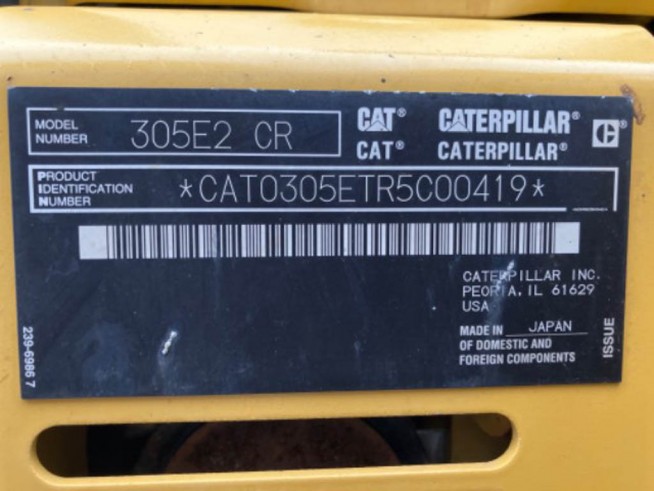 MODEL NUMBER 305E2 CR
CAT® CATERPILLAR®
CAT® CATERPILLAR®
C®
PRODUCT IDENTIFICATION NUMBER *CAT0305ETR5C00419*
CATERPILLAR INC.
PEORIA, IL 61629
USA
MADE IN JAPAN
OF DOMESTIC AND
FOREIGN COMPONENTS
ISSUE
239-6986 7